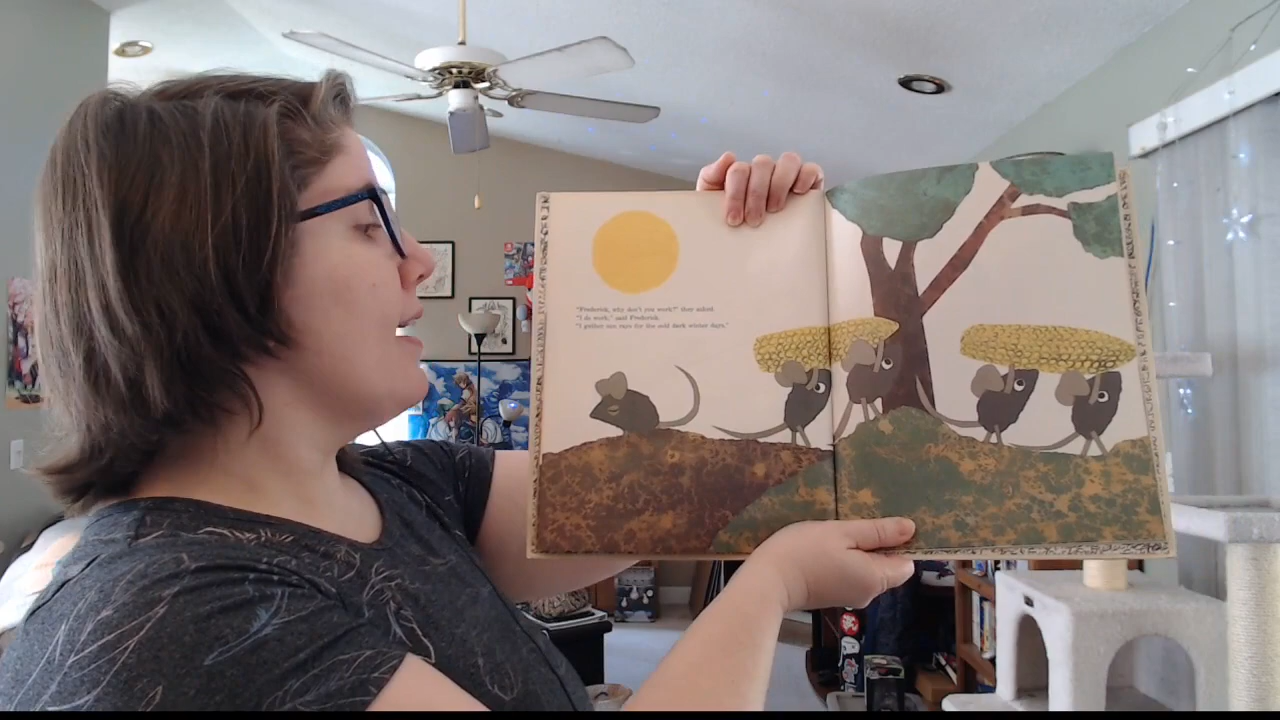 "Frederick, why don't you work?" they asked.
"I do work," said Frederick.
"I gather sun rays for the cold dark winter days."